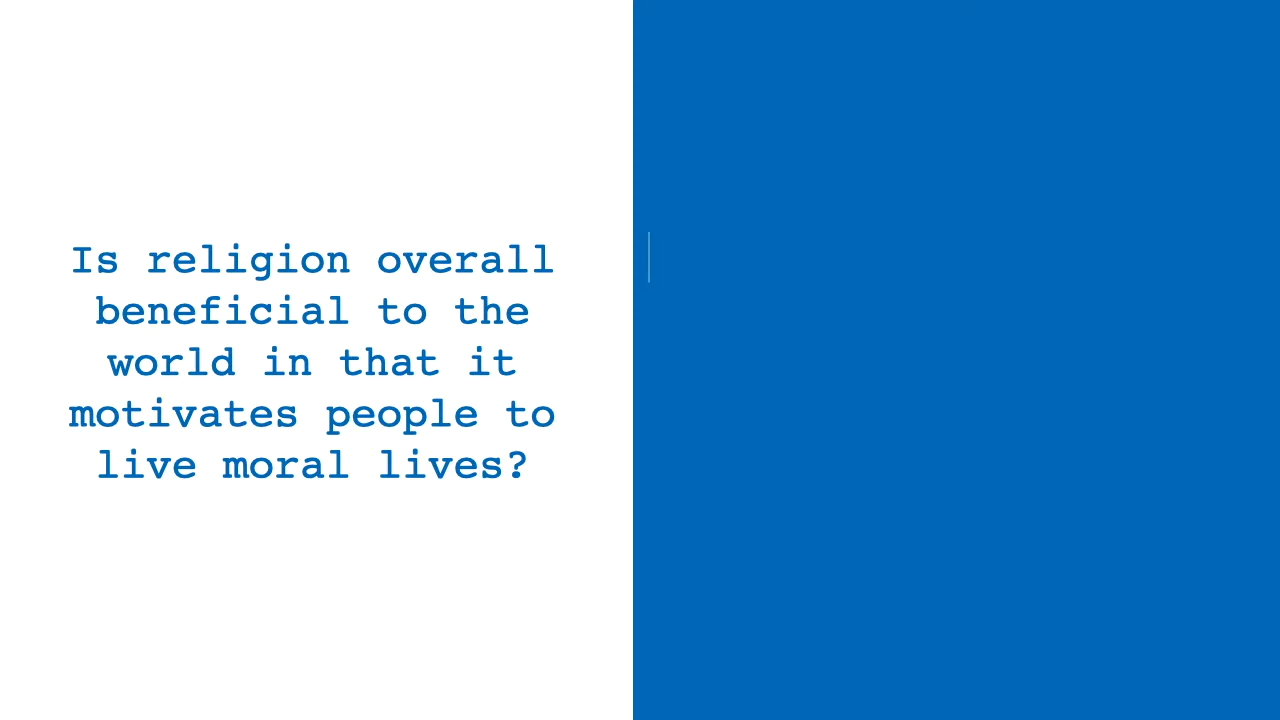 Is religion overall
beneficial to the
world in that it
motivates people to
live moral lives?